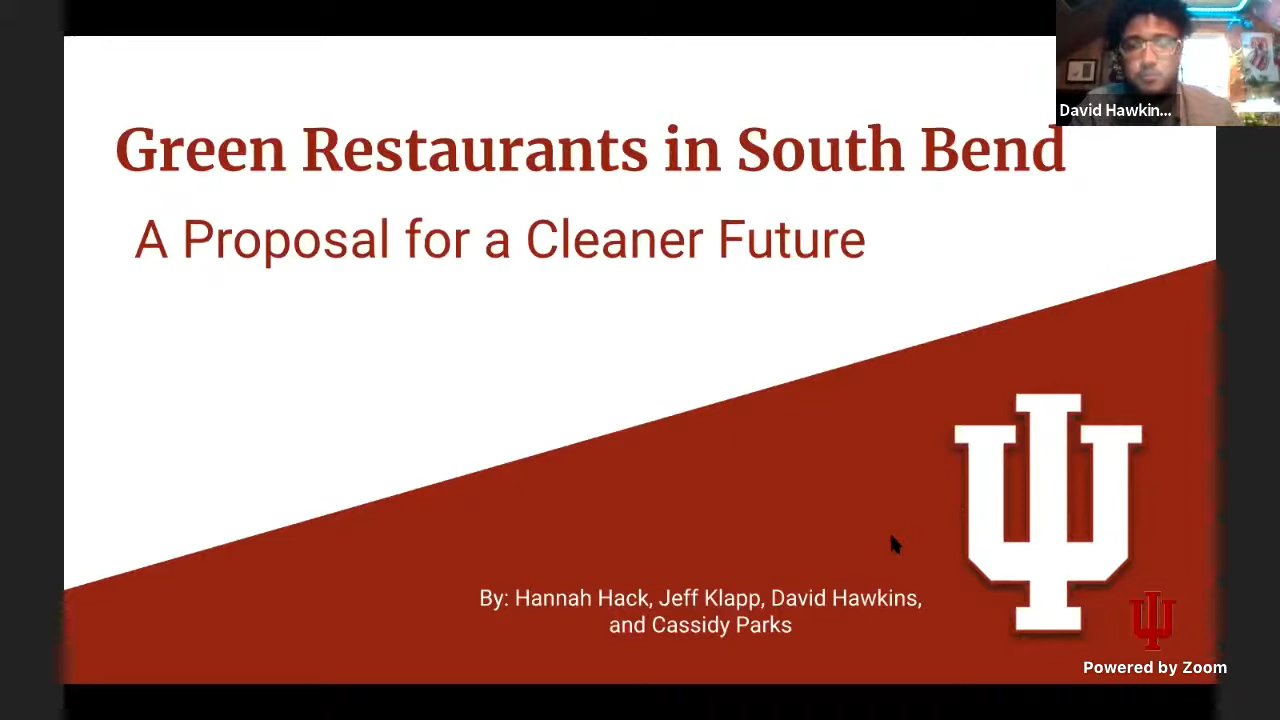 Green Restaurants in South Bend
A Proposal for a Cleaner Future
David Hawkin...
By: Hannah Hack, Jeff Klapp, David Hawkins,
and Cassidy Parks
Powered by Zoom